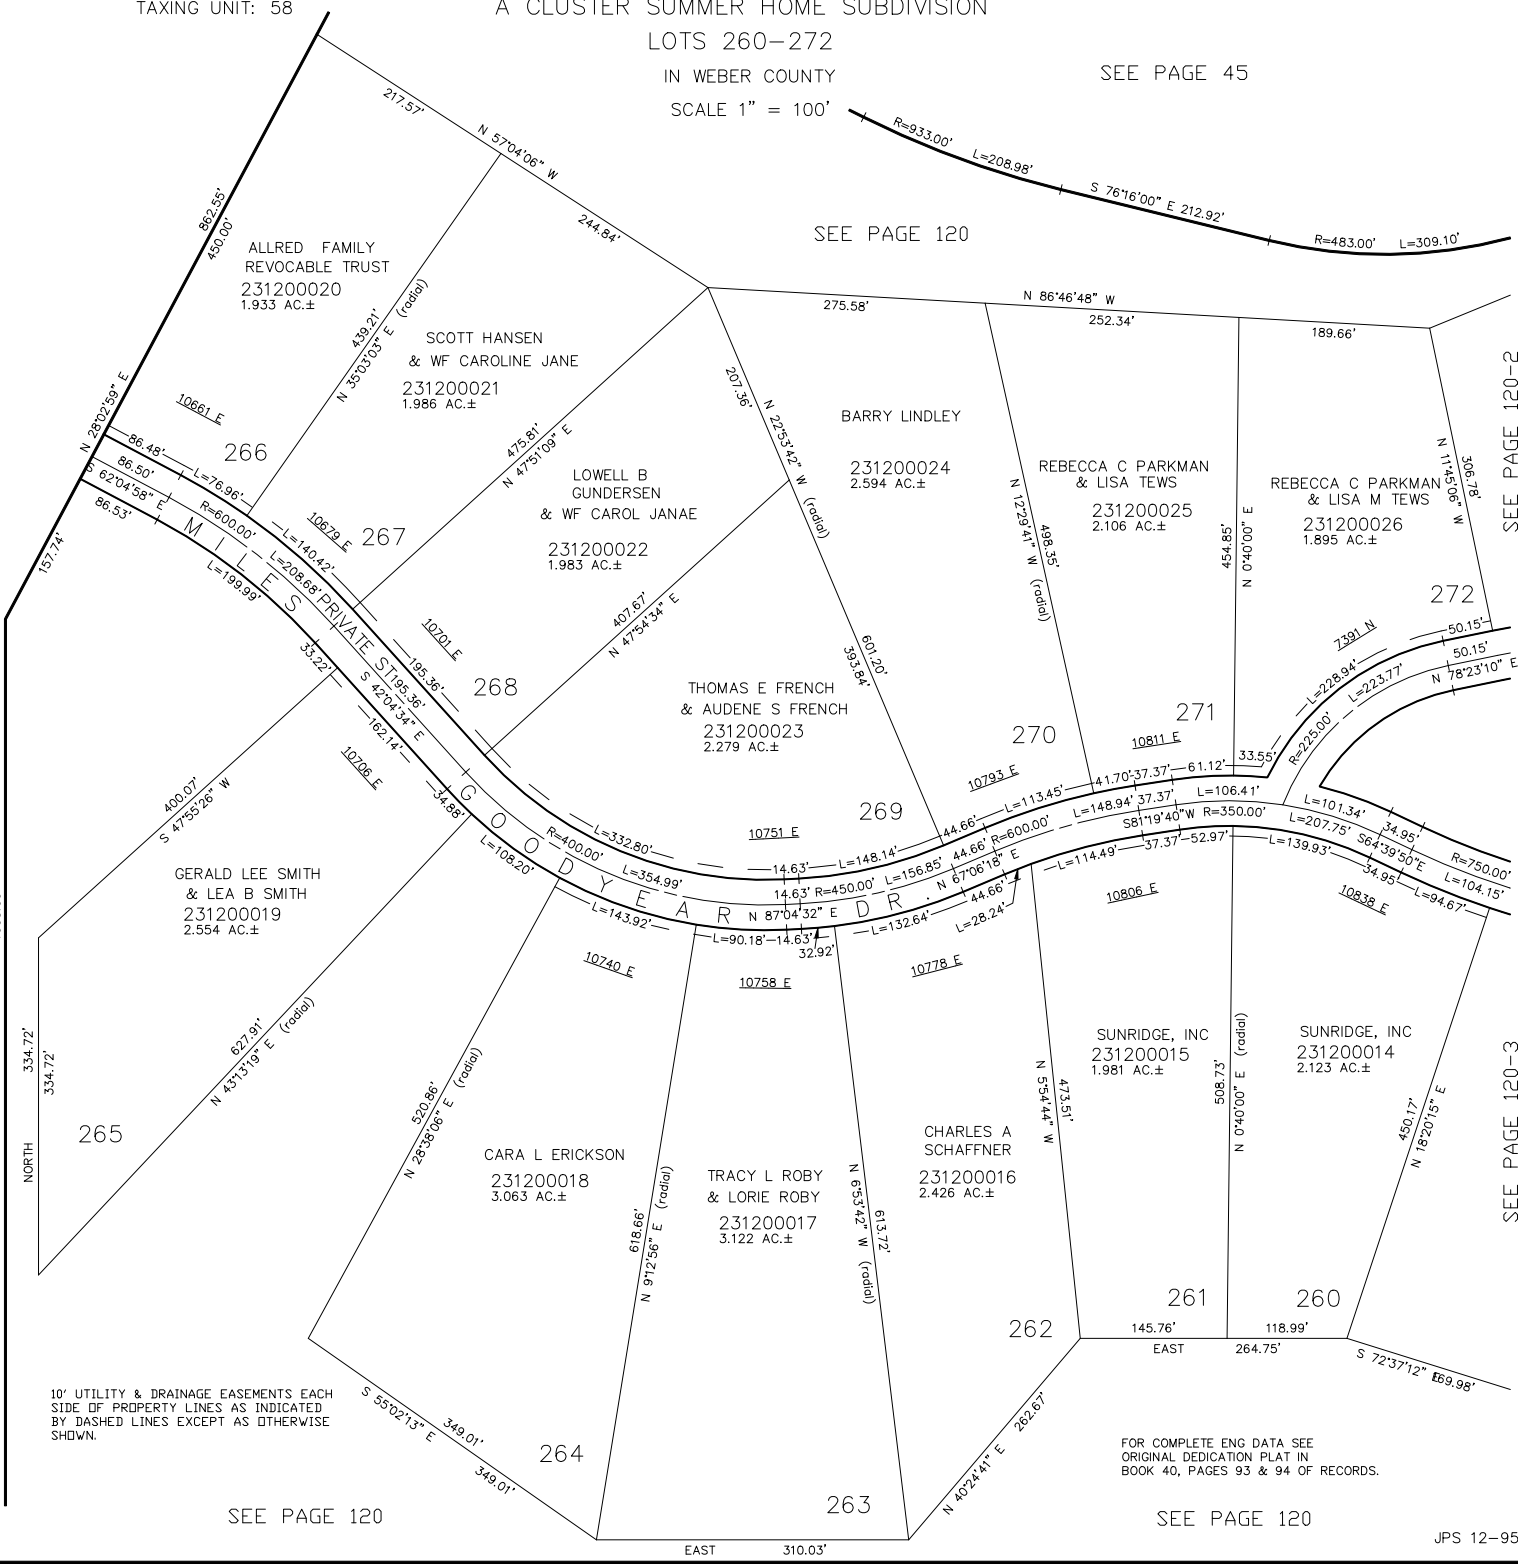 TAXING UNIT: 58
A CLUSTER SUMMER HOME SUBDIVISION
LOTS 260-272
IN WEBER COUNTY
SCALE 1" = 100'
SEE PAGE 45
R=933.00'
L=208.98'
S 76°16'00" E 212.92'
R=483.00' L=309.10'
SEE PAGE 120
217.57'
N 57°04'06" W
244.84'
862.55'
450.00'
N 28°02'59" E
157.74'
ALLRED FAMILY
REVOCABLE TRUST
231200020
1.933 AC.±
10661 E
266
439.21'
N 35°03'03" E (radial)
SCOTT HANSEN
& WF CAROLINE JANE
231200021
1.986 AC.±
10679 E
267
475.81'
N 47°51'09" E
LOWELL B
GUNDERSEN
& WF CAROL JANAE
231200022
1.983 AC.±
10701 E
268
407.67'
N 47°54'34" E
207.36'
N 22°53'42" W (radial)
601.20'
393.84'
THOMAS E FRENCH
& AUDENE S FRENCH
231200023
2.279 AC.±
10751 E
269
275.58'
N 86°46'48" W
252.34'
189.66'
BARRY LINDLEY
231200024
2.594 AC.±
10793 E
270
N 12°29'41" W (radial)
498.35'
REBECCA C PARKMAN
& LISA TEWS
231200025
2.106 AC.±
10811 E
271
454.85'
N 0°40'00" E
REBECCA C PARKMAN
& LISA M TEWS
231200026
1.895 AC.±
7391 N
272
306.78'
N 11°45'06" W
SEE PAGE 120-2
86.48'
L=76.96'
86.50'
S 62°04'58" E
86.53'
R=600.00'
L=140.42'
L=208.68'
L=199.99'
MILES
PRIVATE ST
33.22'
195.36'
195.36'
S 42°04'34" E
162.14'
34.88'
GOODYEAR DR.
L=108.20'
R=400.00'
L=332.80'
L=354.99'
L=143.92'
14.63'
L=148.14'
14.63'
R=450.00'
L=156.85'
N 87°04'32" E
L=90.18'
14.63'
32.92'
L=132.64'
44.66'
44.66'
44.66'
N 67°06'18" E
L=28.24'
R=600.00'
L=113.45'
L=148.94'
L=114.49'
41.70'
37.37'
37.37'
37.37'
S81°19'40"W
61.12'
33.55'
L=106.41'
R=350.00'
52.97'
L=207.75'
L=139.93'
R=225.00'
L=228.94'
L=223.77'
50.15'
50.15'
N 78°23'10" E
L=101.34'
34.95'
S64°39'50"E
34.95'
R=750.00'
L=104.15'
L=94.67'
400.07'
S 47°55'26" W
10706 E
GERALD LEE SMITH
& LEA B SMITH
231200019
2.554 AC.±
265
334.72'
334.72'
NORTH
627.91'
N 43°13'19" E (radial)
10740 E
520.86'
N 28°38'06" E (radial)
CARA L ERICKSON
231200018
3.063 AC.±
264
S 55°02'13" E
349.01'
349.01'
10758 E
618.66'
N 9°12'56" E (radial)
TRACY L ROBY
& LORIE ROBY
231200017
3.122 AC.±
263
EAST 310.03'
10778 E
N 6°53'42" W (radial)
613.72'
CHARLES A
SCHAFFNER
231200016
2.426 AC.±
262
N 40°24'41" E 262.67'
10806 E
N 5°54'44" W
473.51'
SUNRIDGE, INC
231200015
1.981 AC.±
261
145.76'
EAST
264.75'
508.73'
N 0°40'00" E (radial)
10838 E
SUNRIDGE, INC
231200014
2.123 AC.±
260
118.99'
450.17'
N 18°20'15" E
S 72°37'12" E
169.98'
SEE PAGE 120-3
10' UTILITY & DRAINAGE EASEMENTS EACH
SIDE OF PROPERTY LINES AS INDICATED
BY DASHED LINES EXCEPT AS OTHERWISE
SHOWN.
FOR COMPLETE ENG DATA SEE
ORIGINAL DEDICATION PLAT IN
BOOK 40, PAGES 93 & 94 OF RECORDS.
SEE PAGE 120
SEE PAGE 120
JPS 12-95